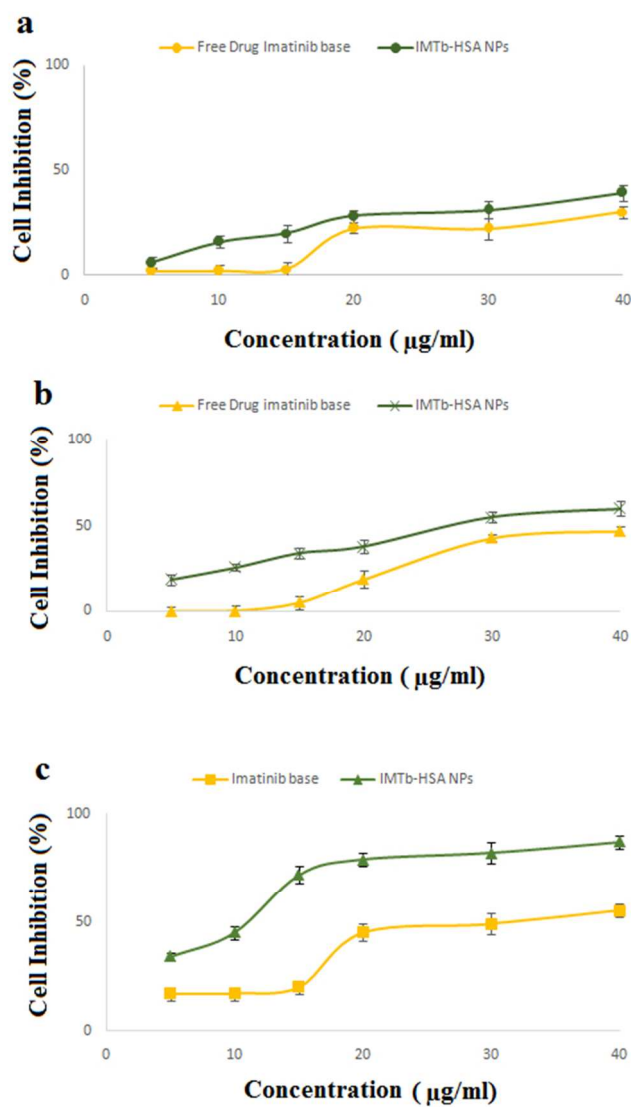 a
Free Drug Imatinib base IMTb-HSA NPs
100
50
0
Cell Inhibition (%)
0 10 20 30 40
Concentration ( μg/ml)
b
Free Drug imatinib base IMTb-HSA NPs
100
50
0
Cell Inhibition (%)
0 10 20 30 40
Concentration ( μg/ml)
c
Imatinib base IMTb-HSA NPs
100
50
0
Cell Inhibition (%)
0 10 20 30 40
Concentration ( μg/ml)